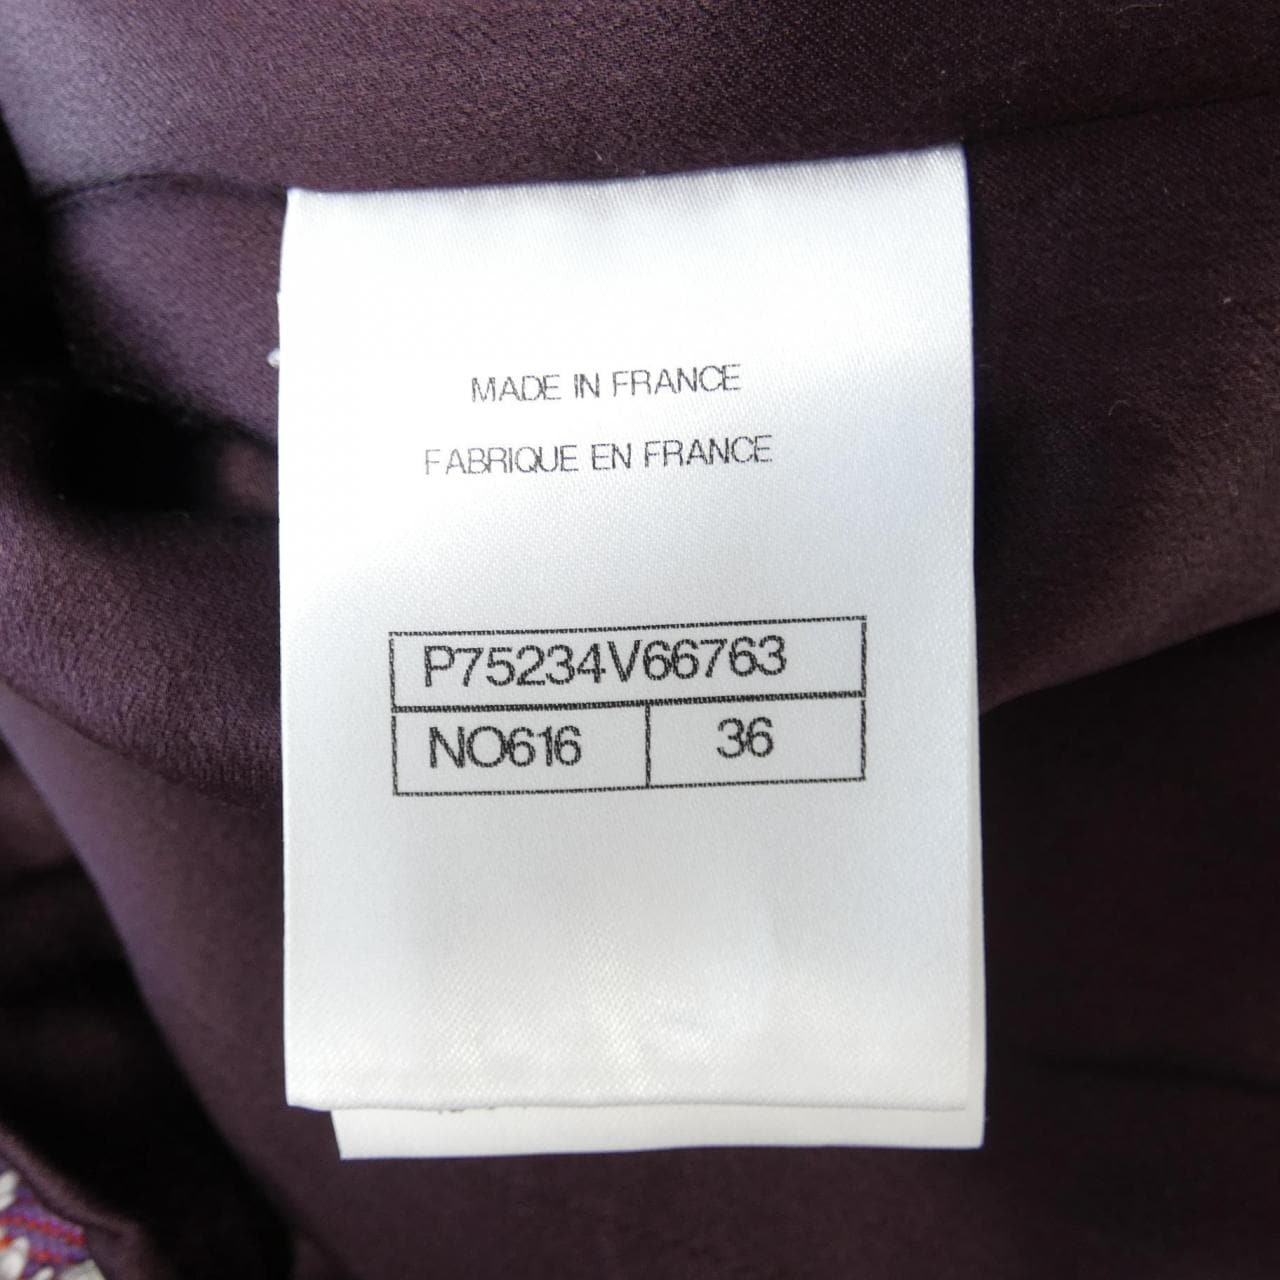 MADE IN FRANCE
FABRIQUE EN FRANCE
P75234V66763
NO616 36